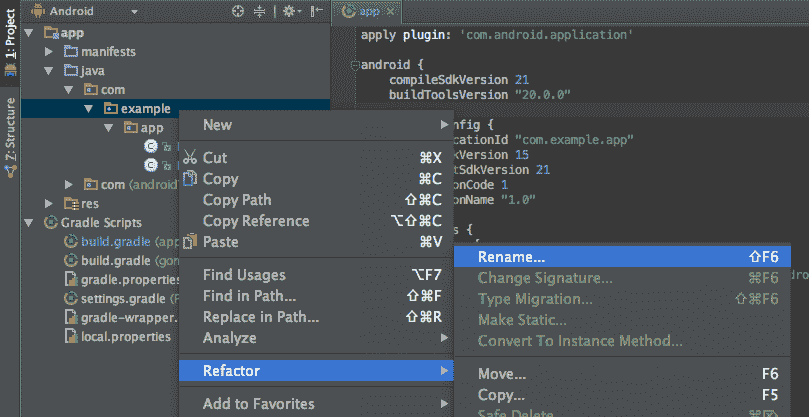 1: Project
Z: Structure
Android
app
manifests
java
com
example
app
com (android
res
Gradle Scripts
build.gradle (app
build.gradle (gon
gradle.properties
settings.gradle (P
gradle-wrapper.
local.properties
app
apply plugin: 'com.android.application'
android {
compileSdkVersion 21
buildToolsVersion "20.0.0"
nfig {
cationId "com.example.app"
kVersion 15
tSdkVersion 21
onCode 1
onName "1.0"
s {
New
Cut ⌘X
Copy ⌘C
Copy Path ⇧⌘C
Copy Reference ⌥⇧⌘C
Paste ⌘V
Find Usages ⌥F7
Find in Path... ⇧⌘F
Replace in Path... ⇧⌘R
Analyze
Refactor
Add to Favorites
Rename... ⇧F6
Change Signature... ⌘F6
Type Migration... ⇧⌘F6
Make Static...
Convert To Instance Method...
Move... F6
Copy... F5
Safe Delete... ⌘⌦
dro